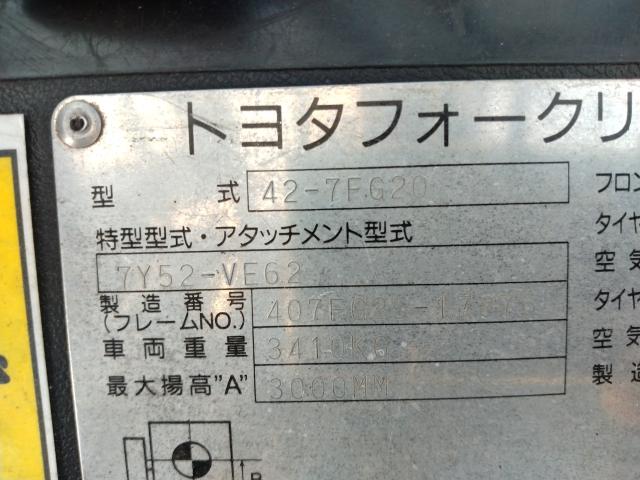 トヨタフォークリ
型 式 42-7FG20
特型型式・アタッチメント型式
7Y52-VF62
製造番号
(フレームNO.)
車両重量 3410KG
最大揚高"A" 3000MM
フロン
タイヤ
空気
タイヤ
空気
製造
B